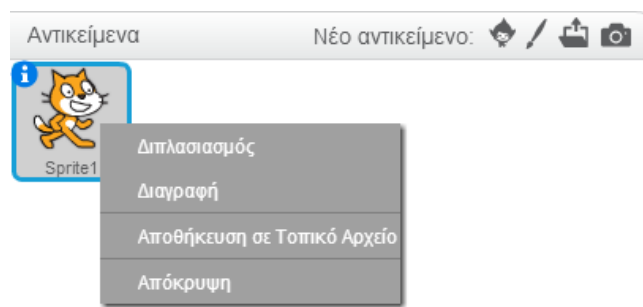 Αντικείμενα
Νέο αντικείμενο:
i
Sprite1
Διπλασιασμός
Διαγραφή
Αποθήκευση σε Τοπικό Αρχείο
Απόκρυψη